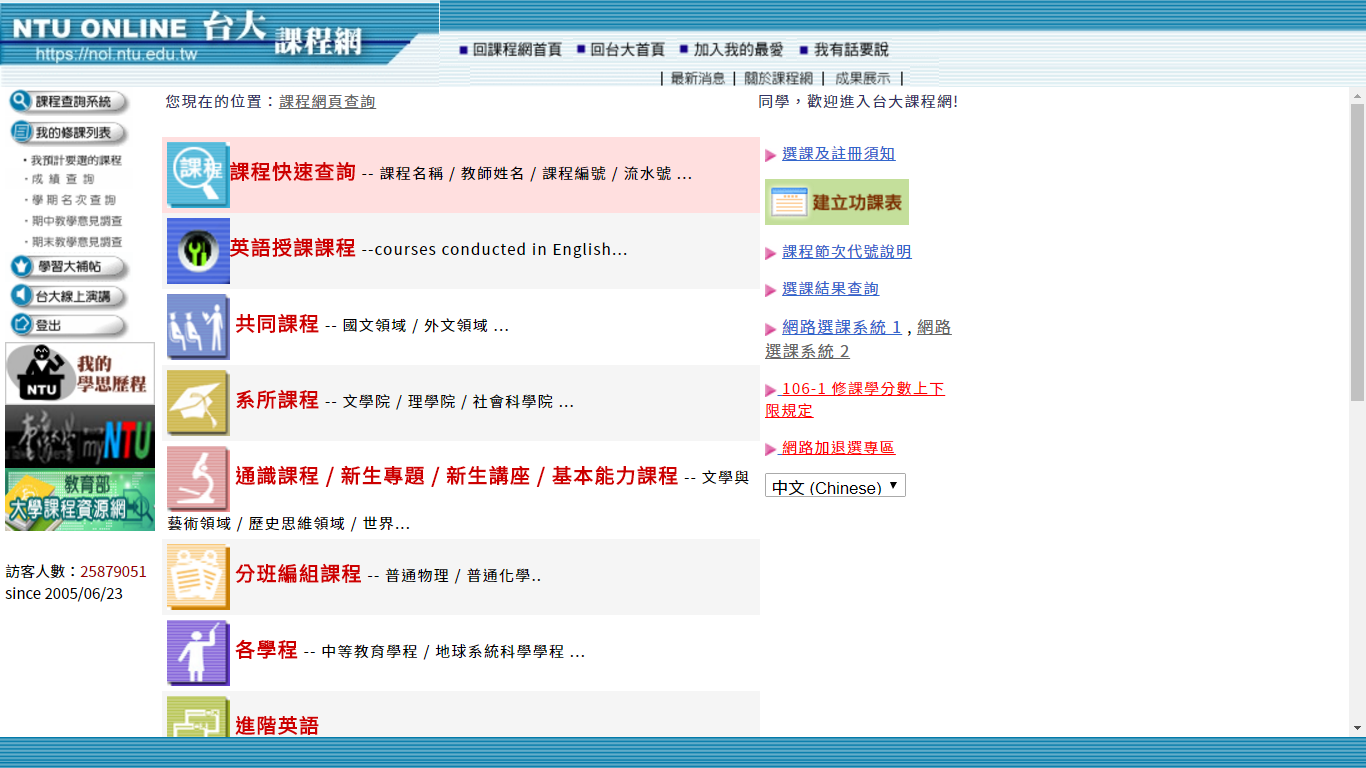 NTU ONLINE 台大 課程網
https://nol.ntu.edu.tw
回課程網首頁 回台大首頁 加入我的最愛 我有話要說
| 最新消息 | 關於課程網 | 成果展示 |
課程查詢系統
我的修課列表
・我預計要選的課程
・成 績 查 詢
・學 期 名 次 查 詢
・期中教學意見調查
・期末教學意見調查
學習大補帖
台大線上演講
登出
我的
學思歷程
NTU
myNTU
教育部
大學課程資源網
訪客人數：25879051
since 2005/06/23
您現在的位置：課程網頁查詢
課程
課程快速查詢 -- 課程名稱 / 教師姓名 / 課程編號 / 流水號 ...
英語授課課程 --courses conducted in English...
共同課程 -- 國文領域 / 外文領域 ...
系所課程 -- 文學院 / 理學院 / 社會科學院 ...
通識課程 / 新生專題 / 新生講座 / 基本能力課程 -- 文學與
藝術領域 / 歷史思維領域 / 世界...
分班編組課程 -- 普通物理 / 普通化學..
各學程 -- 中等教育學程 / 地球系統科學學程 ...
進階英語
同學，歡迎進入台大課程網!
選課及註冊須知
建立功課表
課程節次代號說明
選課結果查詢
網路選課系統 1 , 網路
選課系統 2
106-1 修課學分數上下
限規定
網路加退選專區
中文 (Chinese)